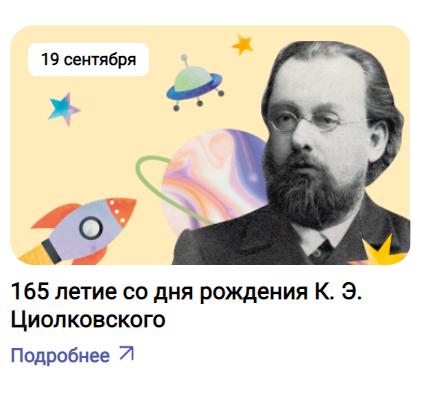 19 сентября
165 летие со дня рождения К. Э.
Циолковского
Подробнее